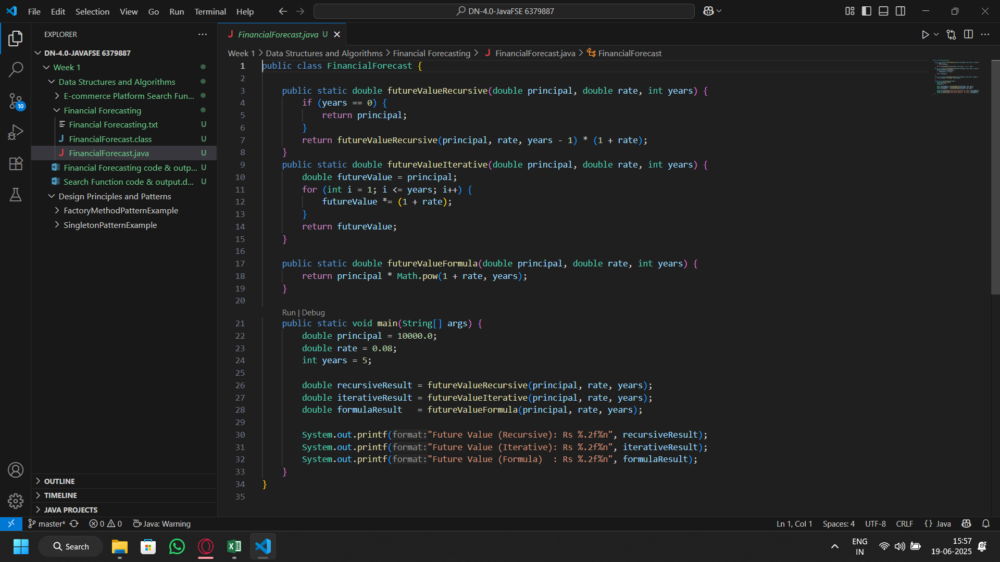 File Edit Selection View Go Run Terminal Help
DN-4.0-JavaFSE 6379887
EXPLORER
DN-4.0-JAVAFSE 6379887
Week 1
Data Structures and Algorithms
E-commerce Platform Search Fun...
Financial Forecasting
Financial Forecasting.txt U
FinancialForecast.class U
FinancialForecast.java U
Financial Forecasting code & outp... U
Search Function code & output.d... U
Design Principles and Patterns
FactoryMethodPatternExample
SingletonPatternExample
OUTLINE
TIMELINE
JAVA PROJECTS
10
FinancialForecast.java U
Week 1 > Data Structures and Algorithms > Financial Forecasting > FinancialForecast.java > FinancialForecast
1 public class FinancialForecast {
2
3 public static double futureValueRecursive(double principal, double rate, int years) {
4 if (years == 0) {
5 return principal;
6 }
7 return futureValueRecursive(principal, rate, years - 1) * (1 + rate);
8 }
9 public static double futureValueIterative(double principal, double rate, int years) {
10 double futureValue = principal;
11 for (int i = 1; i <= years; i++) {
12 futureValue *= (1 + rate);
13 }
14 return futureValue;
15 }
16
17 public static double futureValueFormula(double principal, double rate, int years) {
18 return principal * Math.pow(1 + rate, years);
19 }
20
Run | Debug
21 public static void main(String[] args) {
22 double principal = 10000.0;
23 double rate = 0.08;
24 int years = 5;
25
26 double recursiveResult = futureValueRecursive(principal, rate, years);
27 double iterativeResult = futureValueIterative(principal, rate, years);
28 double formulaResult   = futureValueFormula(principal, rate, years);
29
30 System.out.printf(format:"Future Value (Recursive): Rs %.2f%n", recursiveResult);
31 System.out.printf(format:"Future Value (Iterative): Rs %.2f%n", iterativeResult);
32 System.out.printf(format:"Future Value (Formula)  : Rs %.2f%n", formulaResult);
33 }
34 }
35
master* 0 0 Java: Warning
Ln 1, Col 1 Spaces: 4 UTF-8 CRLF {} Java
Search
ENG
IN
15:57
19-06-2025